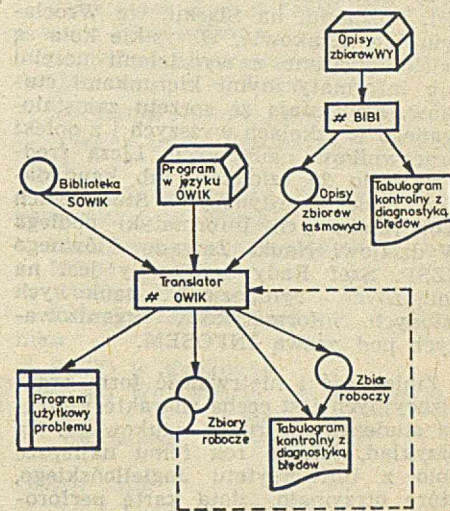 Opisy
zbiorów WY
# BIBI
Program
w języku
OWIK
Biblioteka
SOWIK
Opisy
zbiorów
taśmowych
Tabulogram
kontrolny z
diagnostyką
błędów
Translator
# OWIK
Program
użytkowy
problemu
Zbiory
robocze
Zbiór
roboczy
Tabulogram
kontrolny z
diagnostyką
błędów